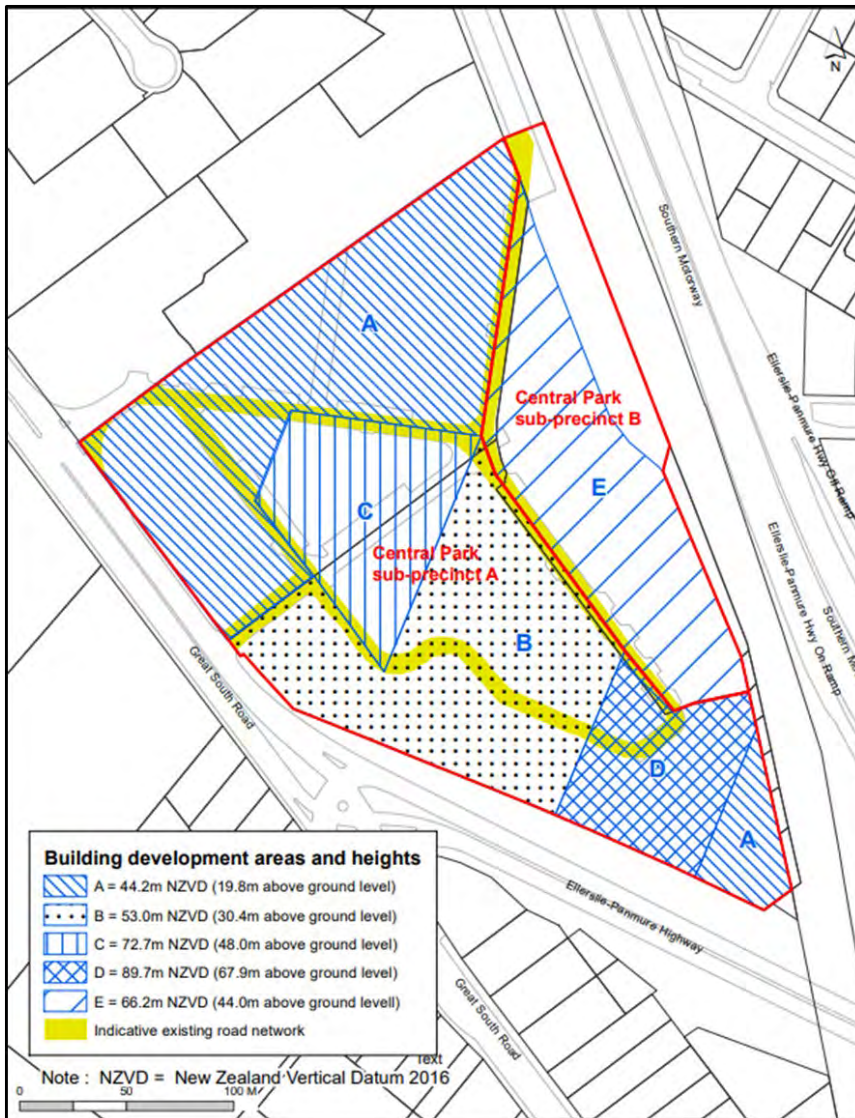 N
Southern Motorway
A
Ellerslie-Panmure Hwy Off Ramp
Central Park
sub-precinct B
E
C
Central Park
sub-precinct A
Ellerslie-Panmure Hwy On Ramp
B
Great South Road
D
A
Ellerslie-Panmure Highway
Great South Road
Building development areas and heights
A = 44.2m NZVD (19.8m above ground level)
B = 53.0m NZVD (30.4m above ground level)
C = 72.7m NZVD (48.0m above ground level)
D = 89.7m NZVD (67.9m above ground level)
E = 66.2m NZVD (44.0m above ground levell)
Indicative existing road network
Text
Note : NZVD = New Zealand Vertical Datum 2016
0 50 100 M